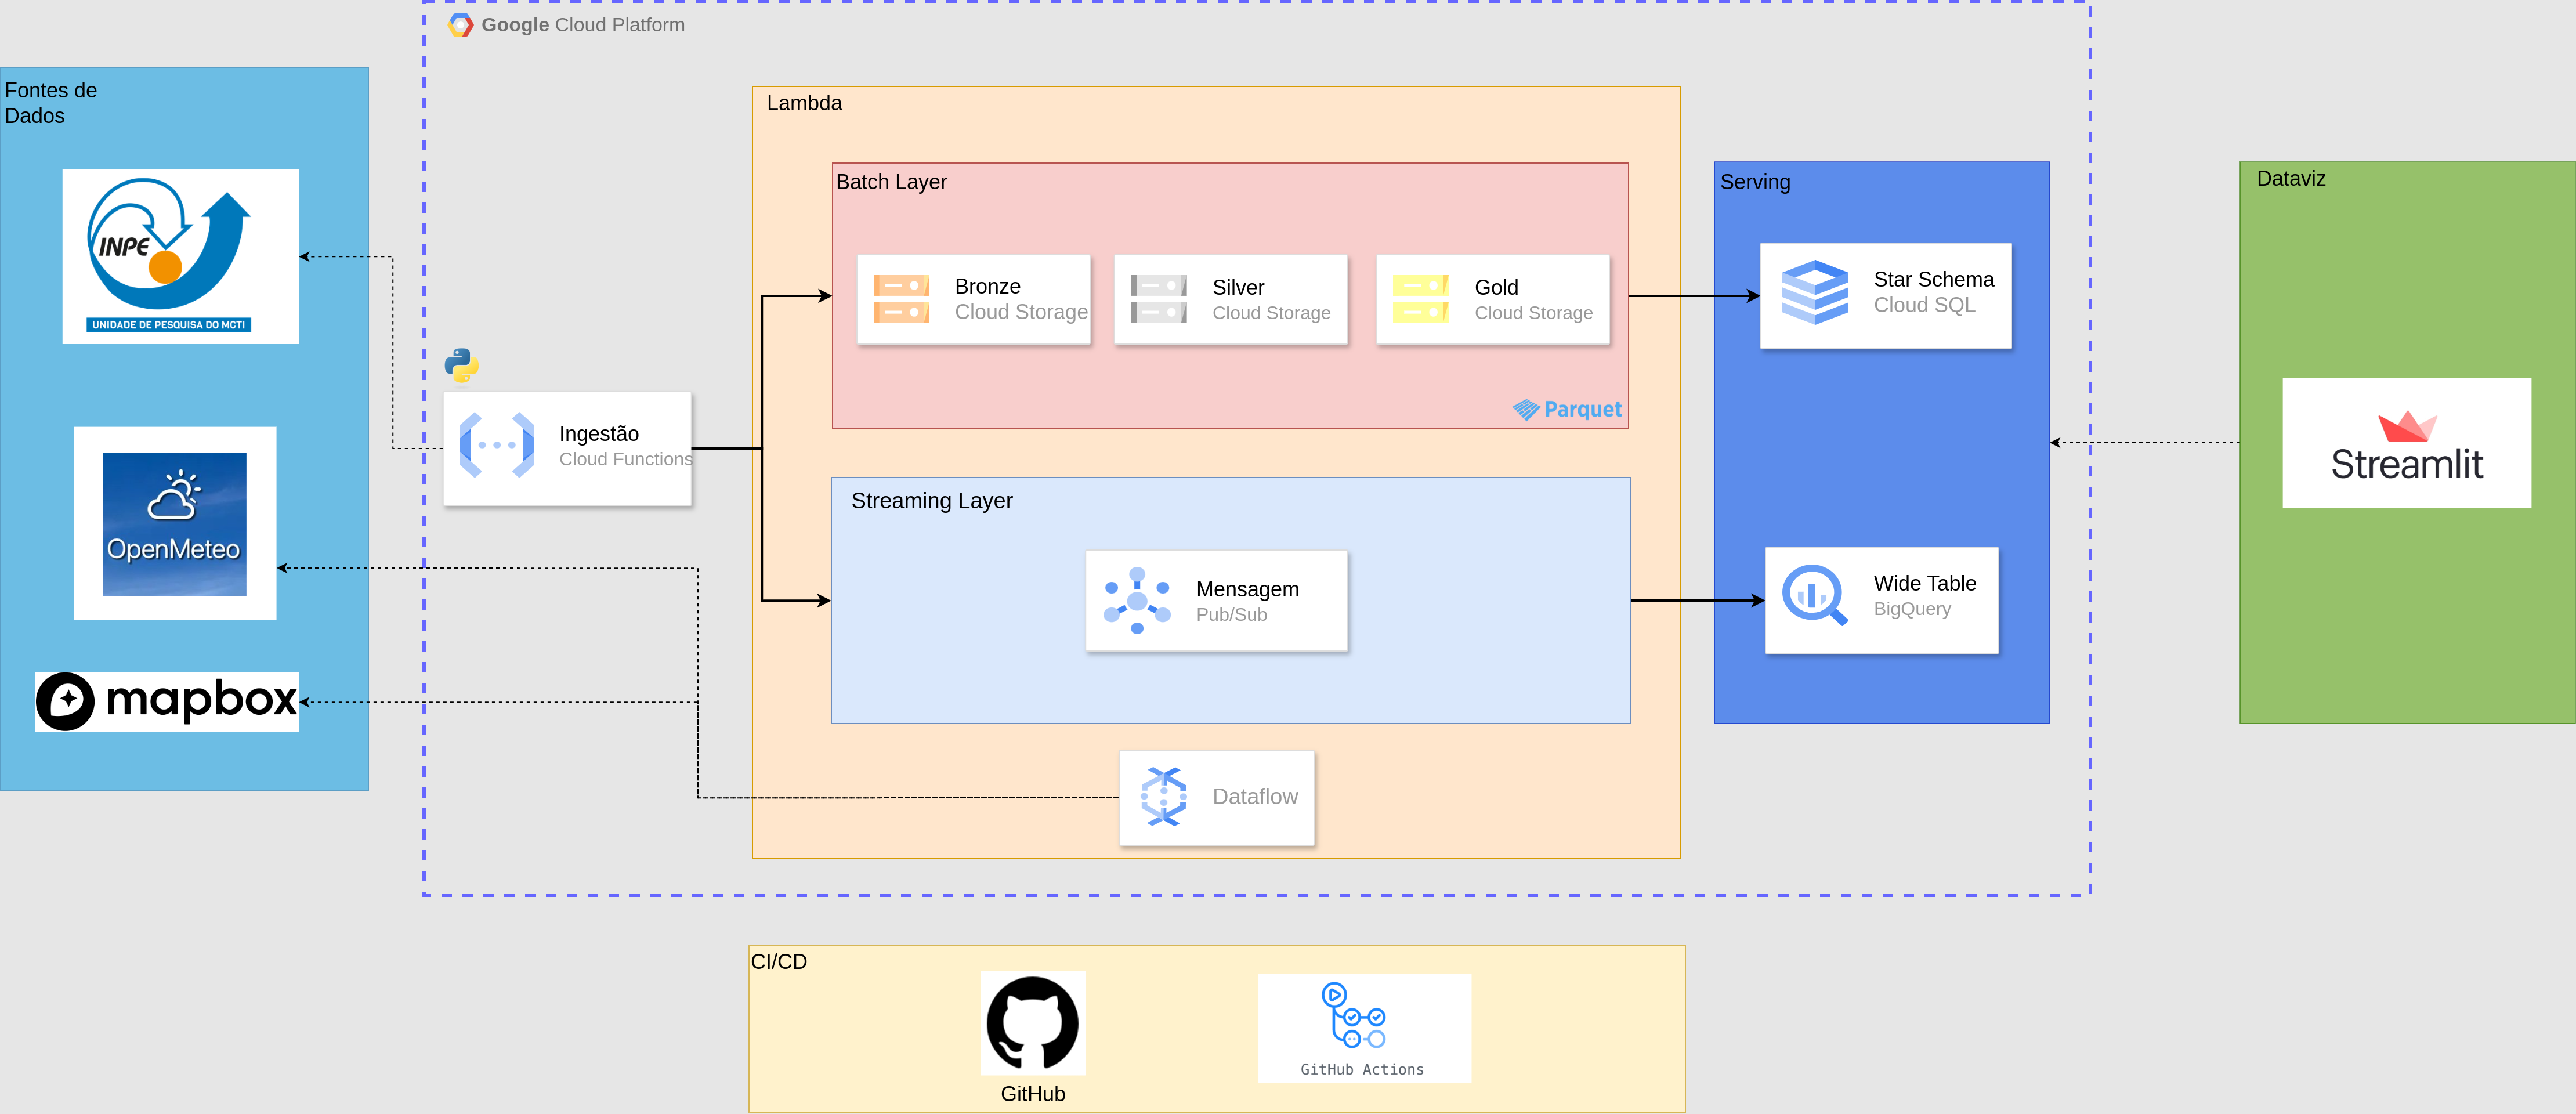 Google Cloud Platform
Fontes de
Dados
INPE
UNIDADE DE PESQUISA DO MCTI
OpenMeteo
mapbox
Ingestão
Cloud Functions
Lambda
Batch Layer
Bronze
Cloud Storage
Silver
Cloud Storage
Gold
Cloud Storage
Parquet
Streaming Layer
Mensagem
Pub/Sub
Dataflow
Serving
Star Schema
Cloud SQL
Wide Table
BigQuery
Dataviz
Streamlit
CI/CD
GitHub
GitHub Actions